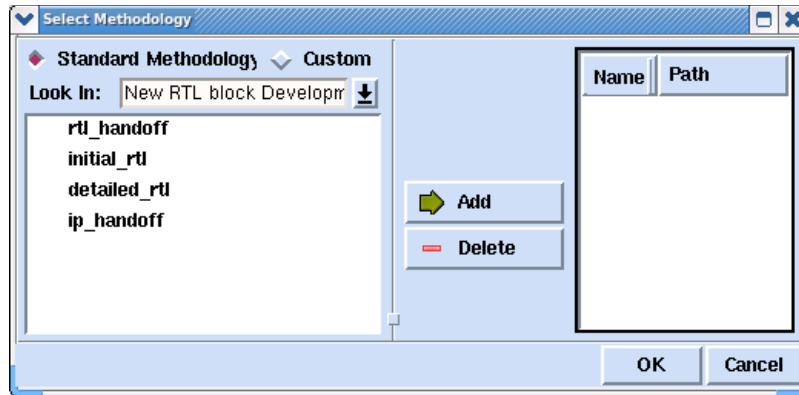 Select Methodology
Standard Methodology Custom
Look In: New RTL block Developm
rtl_handoff
initial_rtl
detailed_rtl
ip_handoff
Add
Delete
Name Path
OK Cancel